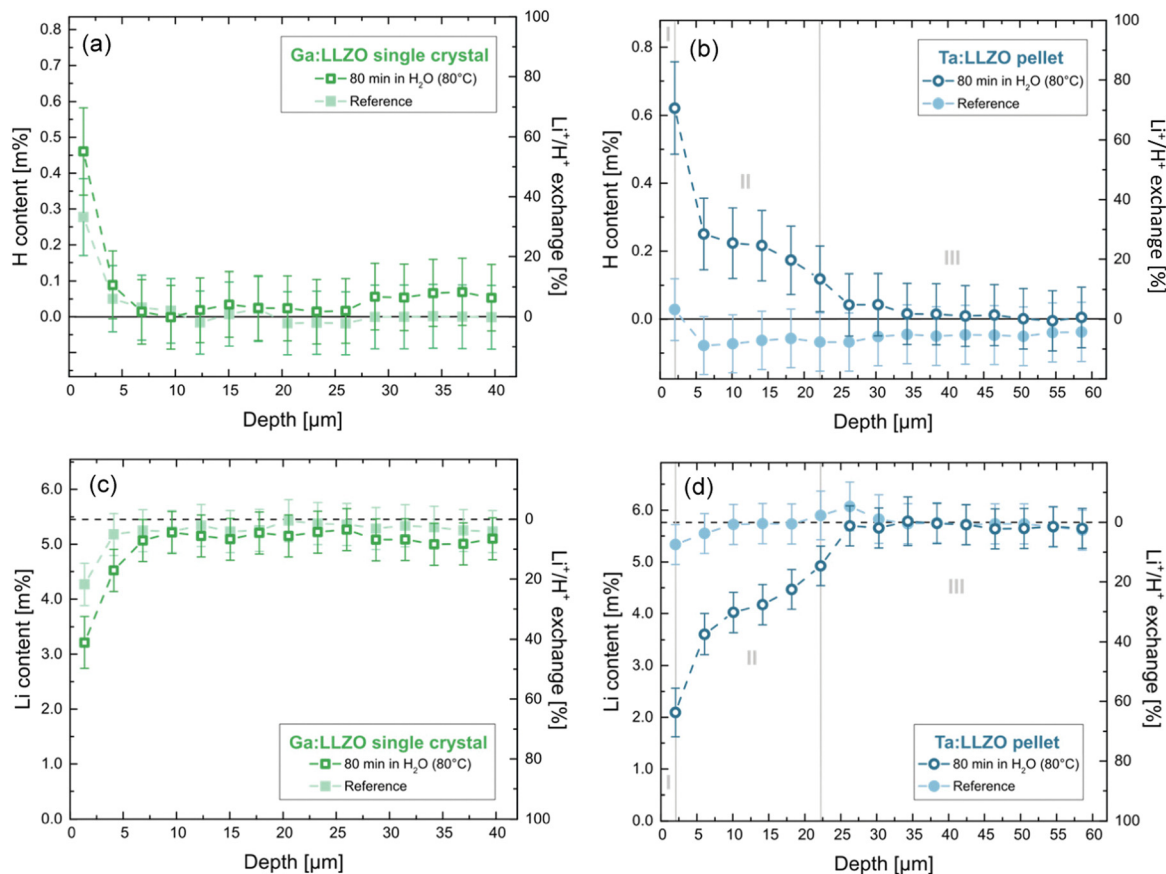 (a)
Ga:LLZO single crystal
80 min in H₂O (80°C)
Reference
H content [m%]
0.8
0.7
0.6
0.5
0.4
0.3
0.2
0.1
0.0
100
80
60
40
20
0
Li⁺/H⁺ exchange [%]
0 5 10 15 20 25 30 35 40
Depth [µm]
(b)
Ta:LLZO pellet
80 min in H₂O (80°C)
Reference
I
II
III
H content [m%]
0.8
0.6
0.4
0.2
0.0
100
80
60
40
20
0
Li⁺/H⁺ exchange [%]
0 5 10 15 20 25 30 35 40 45 50 55 60
Depth [µm]
(c)
Li content [m%]
6.0
5.0
4.0
3.0
2.0
1.0
0.0
0
20
40
60
80
100
Li⁺/H⁺ exchange [%]
Ga:LLZO single crystal
80 min in H₂O (80°C)
Reference
0 5 10 15 20 25 30 35 40
Depth [µm]
(d)
Li content [m%]
6.0
5.0
4.0
3.0
2.0
1.0
0.0
0
20
40
60
80
100
Li⁺/H⁺ exchange [%]
III
II
I
Ta:LLZO pellet
80 min in H₂O (80°C)
Reference
0 5 10 15 20 25 30 35 40 45 50 55 60
Depth [µm]